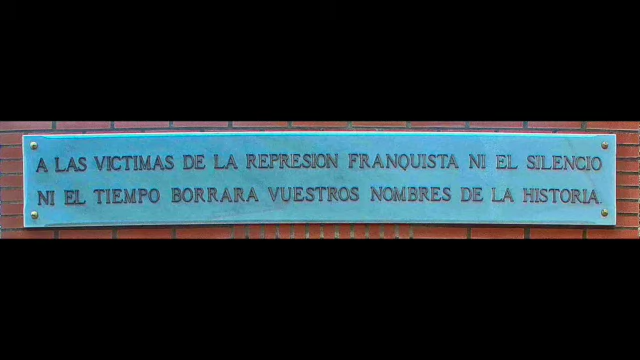 A LAS VICTIMAS DE LA REPRESION FRANQUISTA NI EL SILENCIO
NI EL TIEMPO BORRARA VUESTROS NOMBRES DE LA HISTORIA.